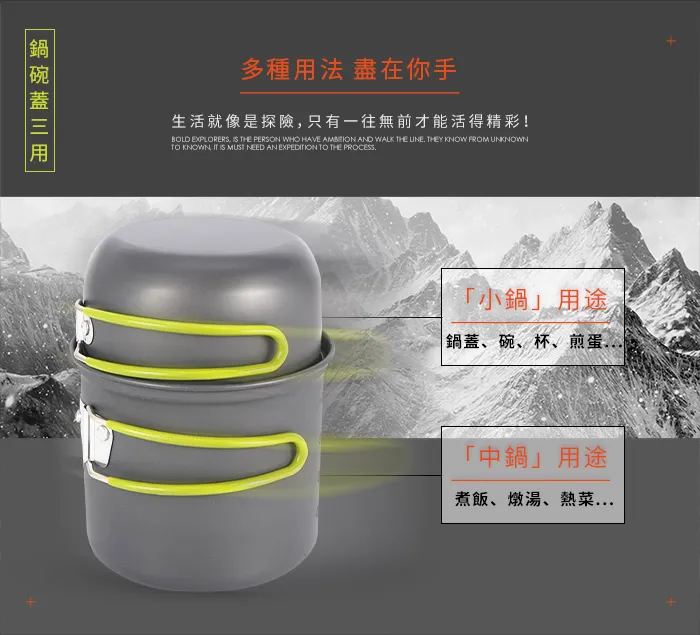 鍋碗蓋三用
多種用法 盡在你手
生活就像是探險,只有一往無前才能活得精彩!
BOLD EXPLORERS, IS THE PERSON WHO HAVE AMBITION AND WALK THE LINE. THEY KNOW FROM UNKNOWN
TO KNOWN, IT IS MUST NEED AN EXPEDITION TO THE PROCESS.
「小鍋」用途
鍋蓋、碗、杯、煎蛋...
「中鍋」用途
煮飯、燉湯、熱菜...